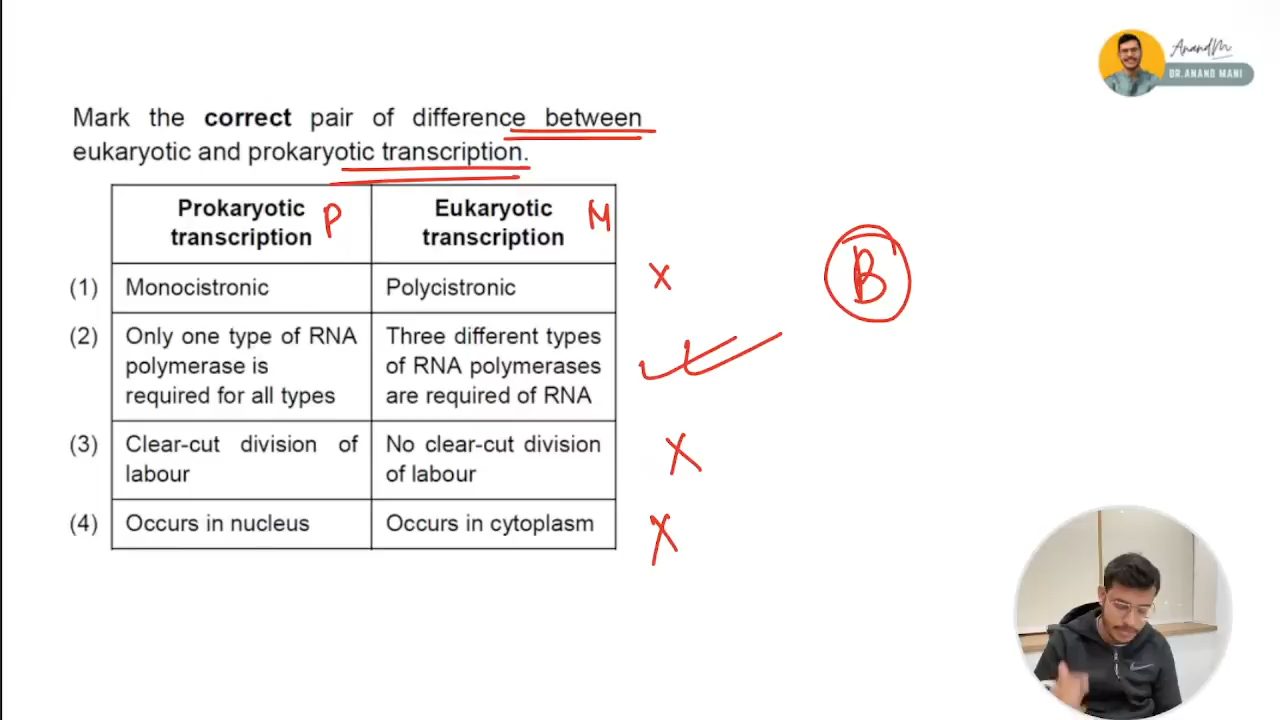 AnandM
DR.ANAND MANI
Mark the correct pair of difference between
eukaryotic and prokaryotic transcription.
Prokaryotic
transcription
P
Eukaryotic
transcription
M
(1) Monocistronic Polycistronic X
(2) Only one type of RNA Three different types
polymerase is of RNA polymerases
required for all types are required of RNA
(3) Clear-cut division of No clear-cut division X
labour of labour
(4) Occurs in nucleus Occurs in cytoplasm X
B